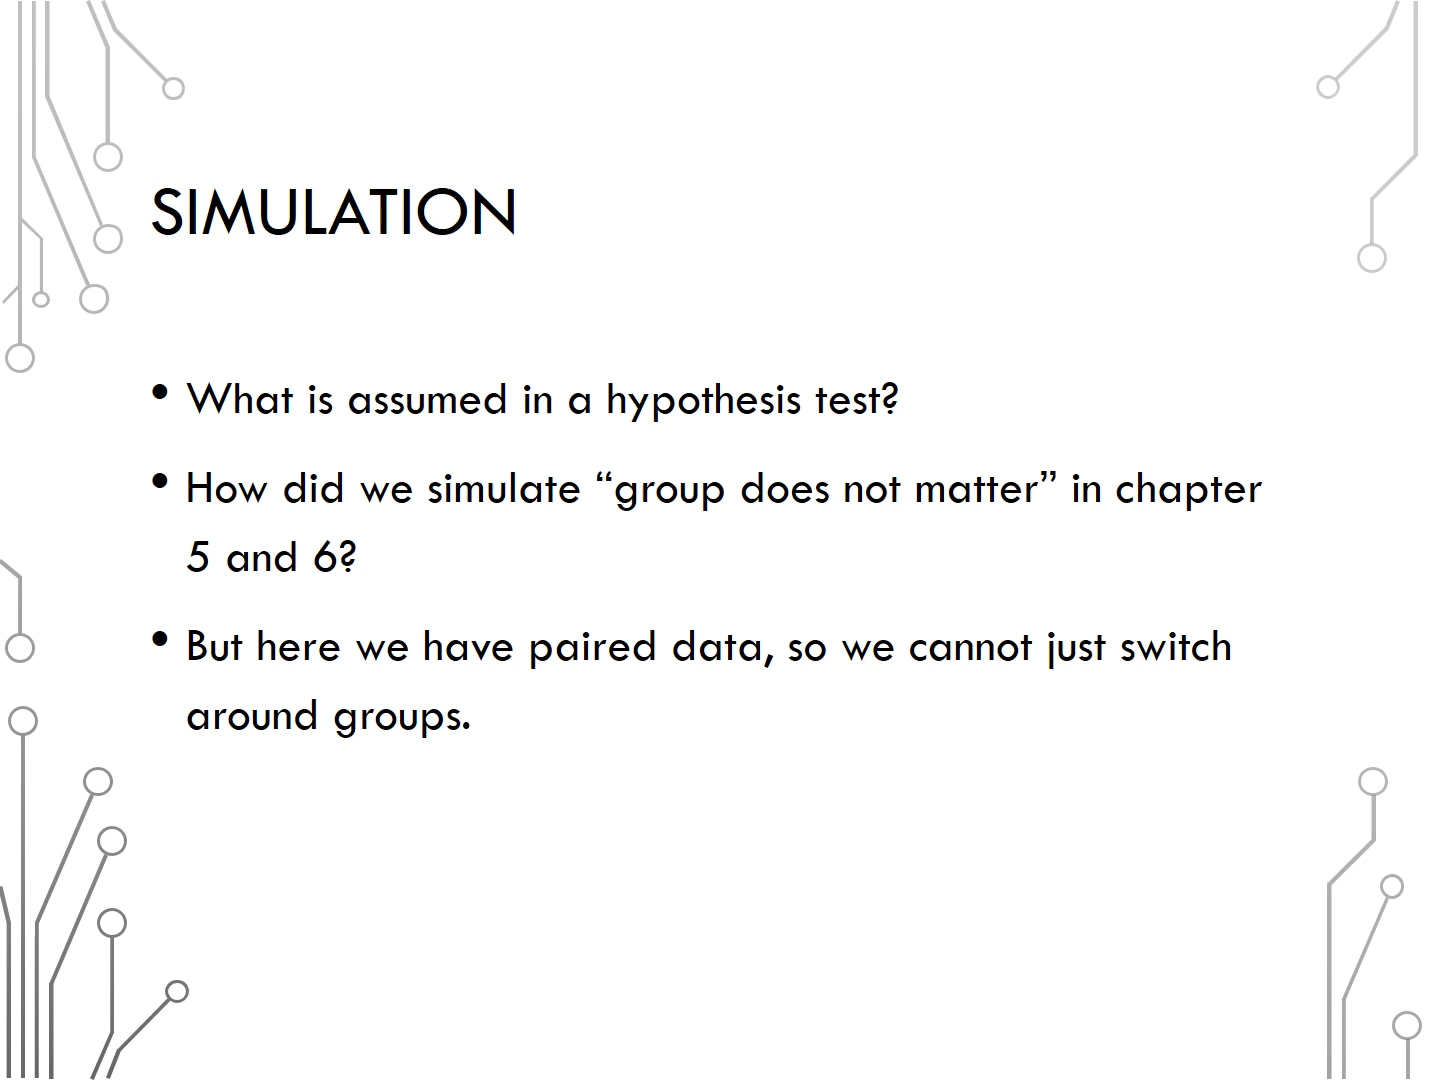 SIMULATION
• What is assumed in a hypothesis test?
• How did we simulate “group does not matter” in chapter
5 and 6?
• But here we have paired data, so we cannot just switch
around groups.